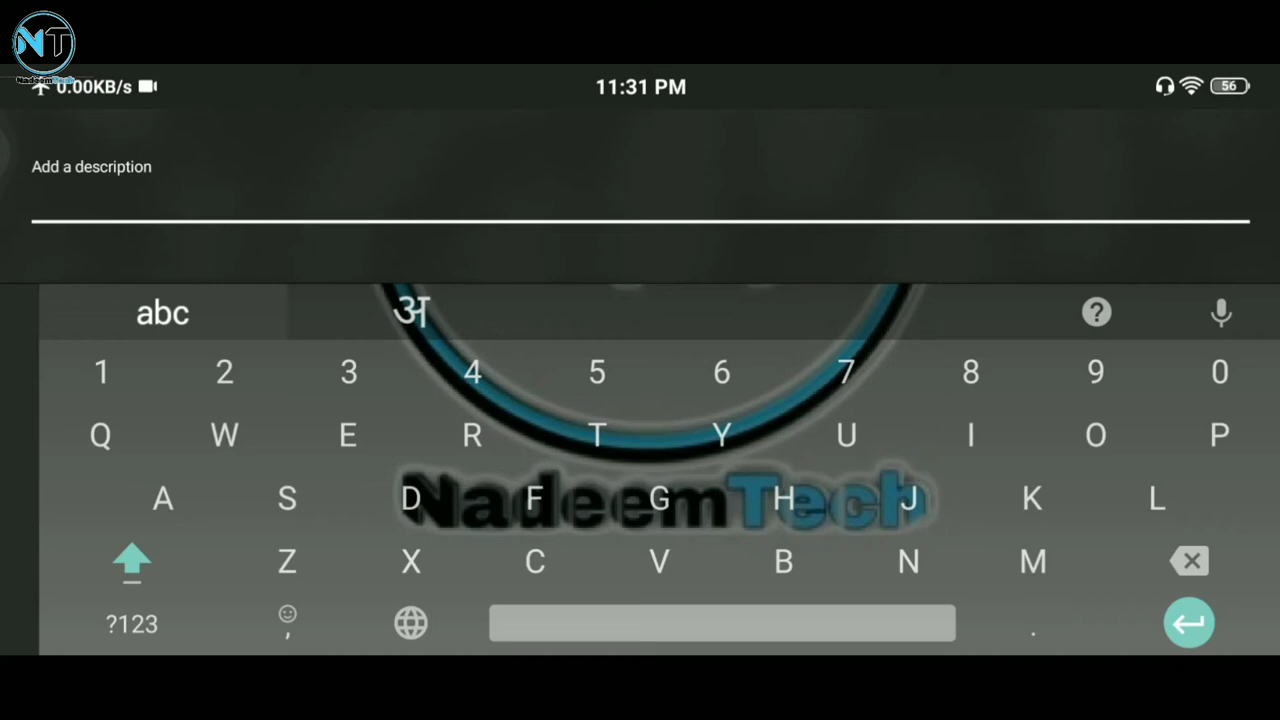 NT
NadeemTech
0.00KB/s
11:31 PM
56
Add a description
abc
अ
?
1 2 3 4 5 6 7 8 9 0
Q W E R T Y U I O P
NadeemTech
A S D F G H J K L
Z X C V B N M
?123 , .